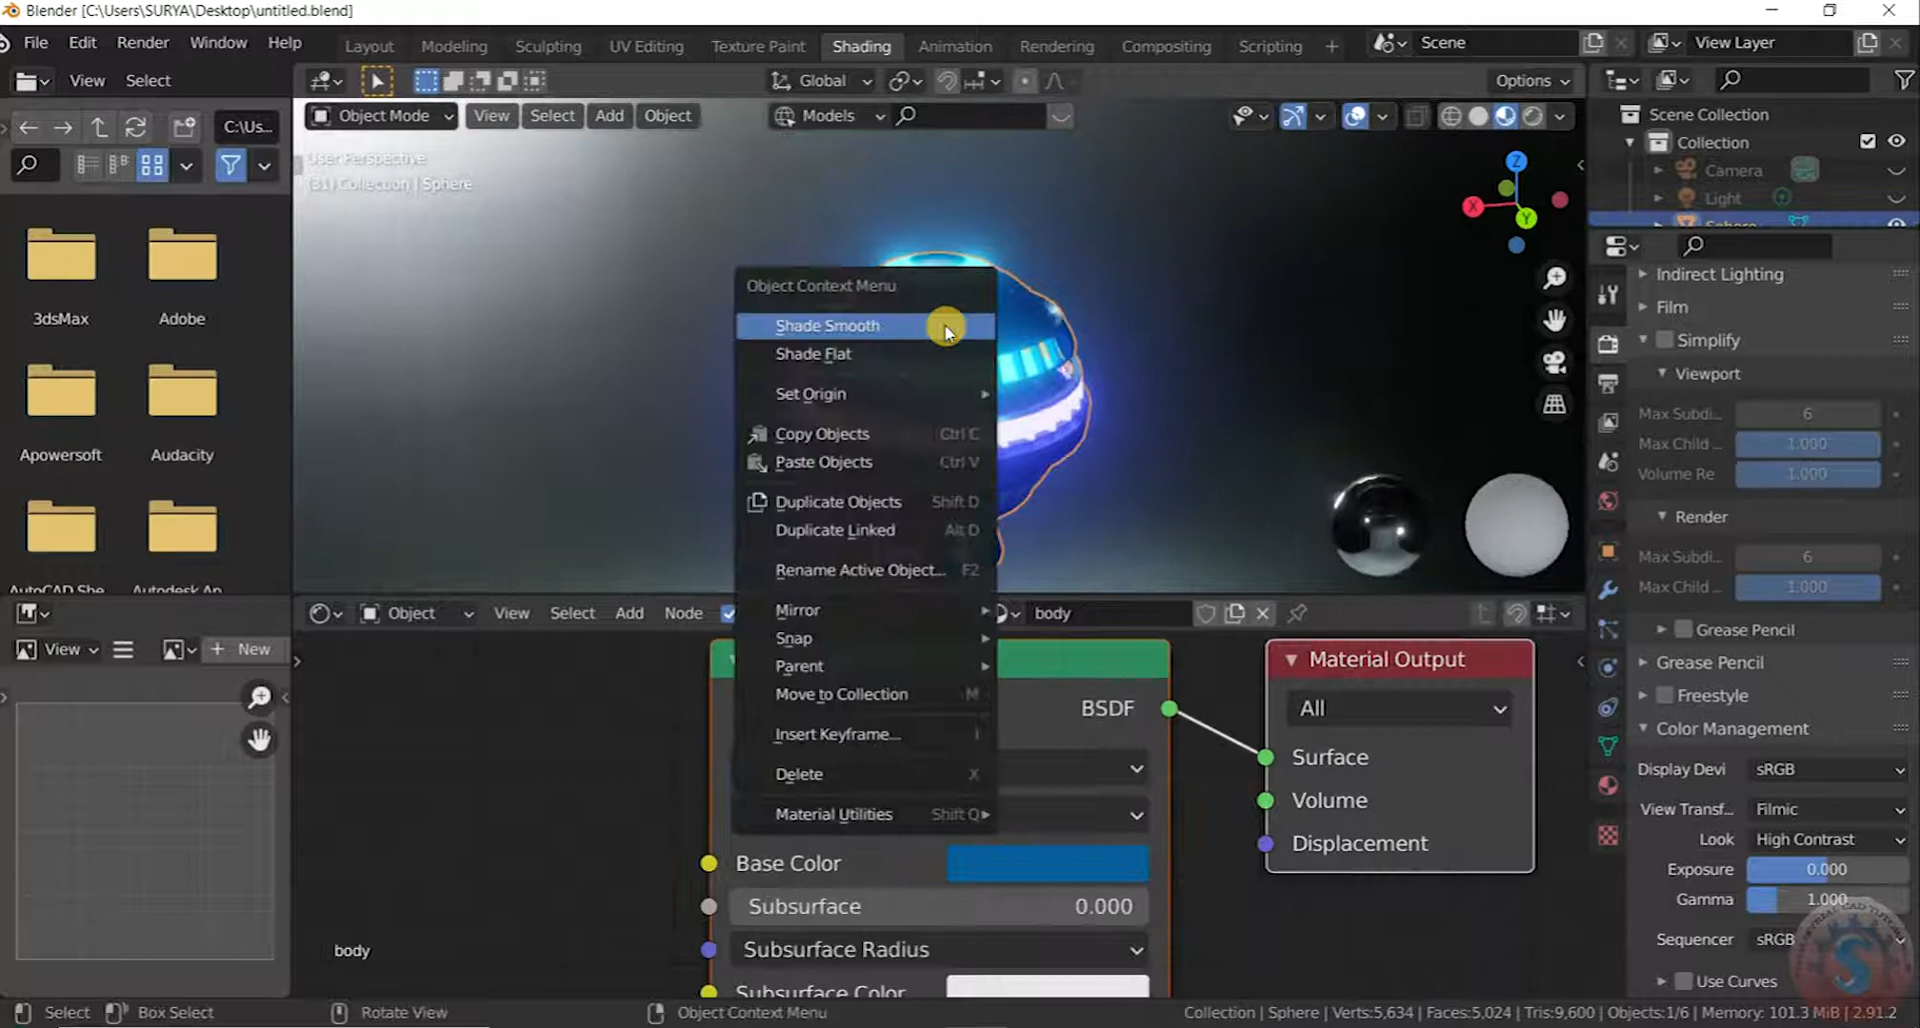 Blender [C:\Users\SURYA\Desktop\untitled.blend]
File Edit Render Window Help
Layout Modeling Sculpting UV Editing Texture Paint Shading Animation Rendering Compositing Scripting +
Scene
View Layer
View Select
Global
Options
C:\Us...
Object Mode View Select Add Object
Models
User Perspective
(31) Collection | Sphere
Scene Collection
Collection
Camera
Light
Sphere
3dsMax
Adobe
Apowersoft
Audacity
AutoCAD She
Autodesk Ap
Z
X
Y
Object Context Menu
Shade Smooth
Shade Flat
Set Origin
Copy Objects Ctrl C
Paste Objects Ctrl V
Duplicate Objects Shift D
Duplicate Linked Alt D
Rename Active Object... F2
Mirror
Snap
Parent
Move to Collection M
Insert Keyframe... I
Delete X
Material Utilities Shift Q
Indirect Lighting
Film
Simplify
Viewport
Max Subdi... 6
Max Child ... 1.000
Volume Re 1.000
Render
Max Subdi... 6
Max Child ... 1.000
Grease Pencil
Grease Pencil
Freestyle
Color Management
Display Devi sRGB
View Transf... Filmic
Look High Contrast
Exposure 0.000
Gamma 1.000
Sequencer sRGB
Use Curves
View
+ New
Object View Select Add Node
body
BSDF
Base Color
Subsurface 0.000
Subsurface Radius
Subsurface Color
Material Output
All
Surface
Volume
Displacement
body
Select Box Select Rotate View Object Context Menu
Collection | Sphere | Verts:5,634 | Faces:5,024 | Tris:9,600 | Objects:1/6 | Memory: 101.3 MiB | 2.91.2